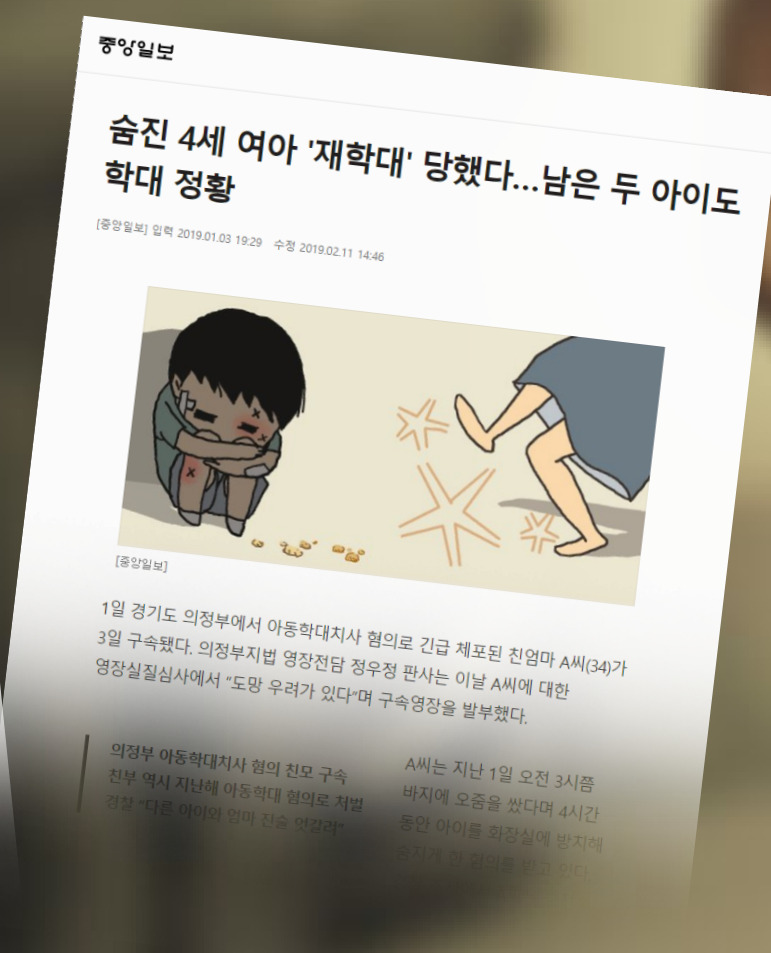 중앙일보
숨진 4세 여아 '재학대' 당했다...남은 두 아이도
학대 정황
[중앙일보] 입력 2019.01.03 19:29 수정 2019.02.11 14:46
[중앙일보]
1일 경기도 의정부에서 아동학대치사 혐의로 긴급 체포된 친엄마 A씨(34)가
3일 구속됐다. 의정부지법 영장전담 정우정 판사는 이날 A씨에 대한
영장실질심사에서 “도망 우려가 있다”며 구속영장을 발부했다.
의정부 아동학대치사 혐의 친모 구속
친부 역시 지난해 아동학대 혐의로 처벌
경찰 “다른 아이와 엄마 진술 엇갈려”
A씨는 지난 1일 오전 3시쯤
바지에 오줌을 쌌다며 4시간
동안 아이를 화장실에 방치해
숨지게 한 혐의를 받고 있다.